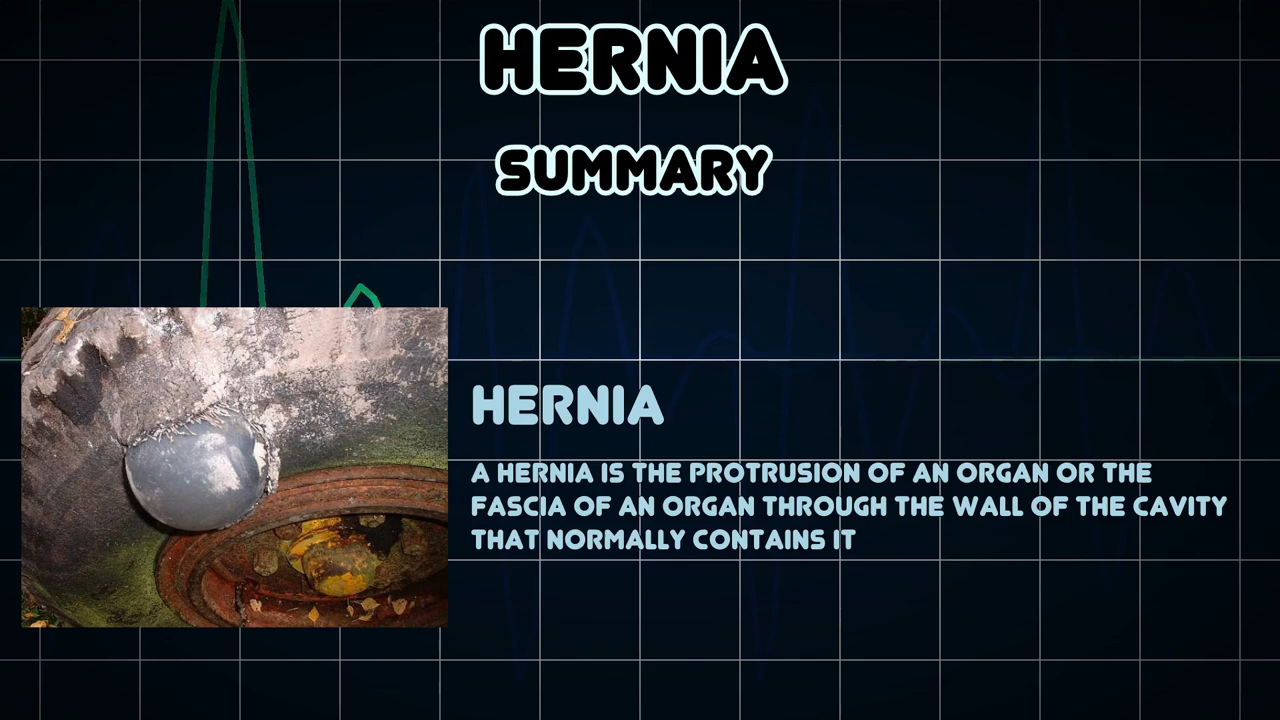 HERNIA
SUMMARY
HERNIA
A HERNIA IS THE PROTRUSION OF AN ORGAN OR THE
FASCIA OF AN ORGAN THROUGH THE WALL OF THE CAVITY
THAT NORMALLY CONTAINS IT